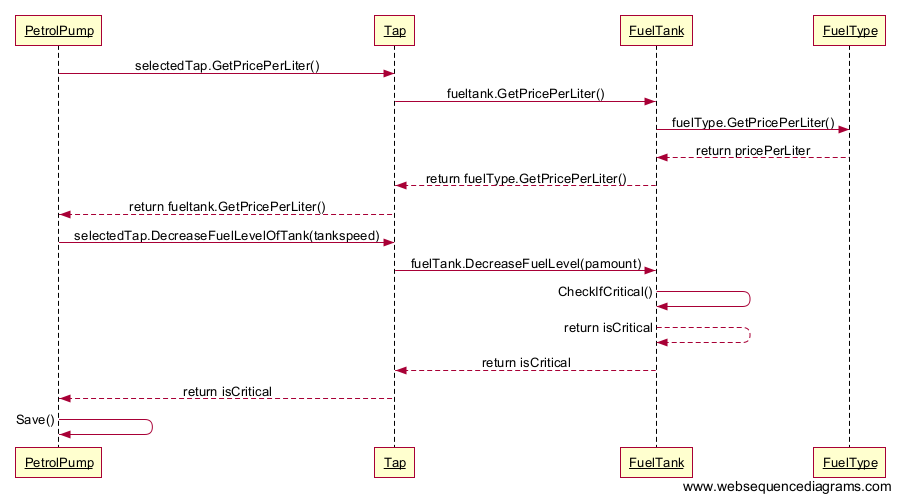 PetrolPump Tap FuelTank FuelType
selectedTap.GetPricePerLiter()
fueltank.GetPricePerLiter()
fuelType.GetPricePerLiter()
return pricePerLiter
return fuelType.GetPricePerLiter()
return fueltank.GetPricePerLiter()
selectedTap.DecreaseFuelLevelOfTank(tankspeed)
fuelTank.DecreaseFuelLevel(pamount)
CheckIfCritical()
return isCritical
return isCritical
return isCritical
Save()
PetrolPump Tap FuelTank FuelType
www.websequencediagrams.com